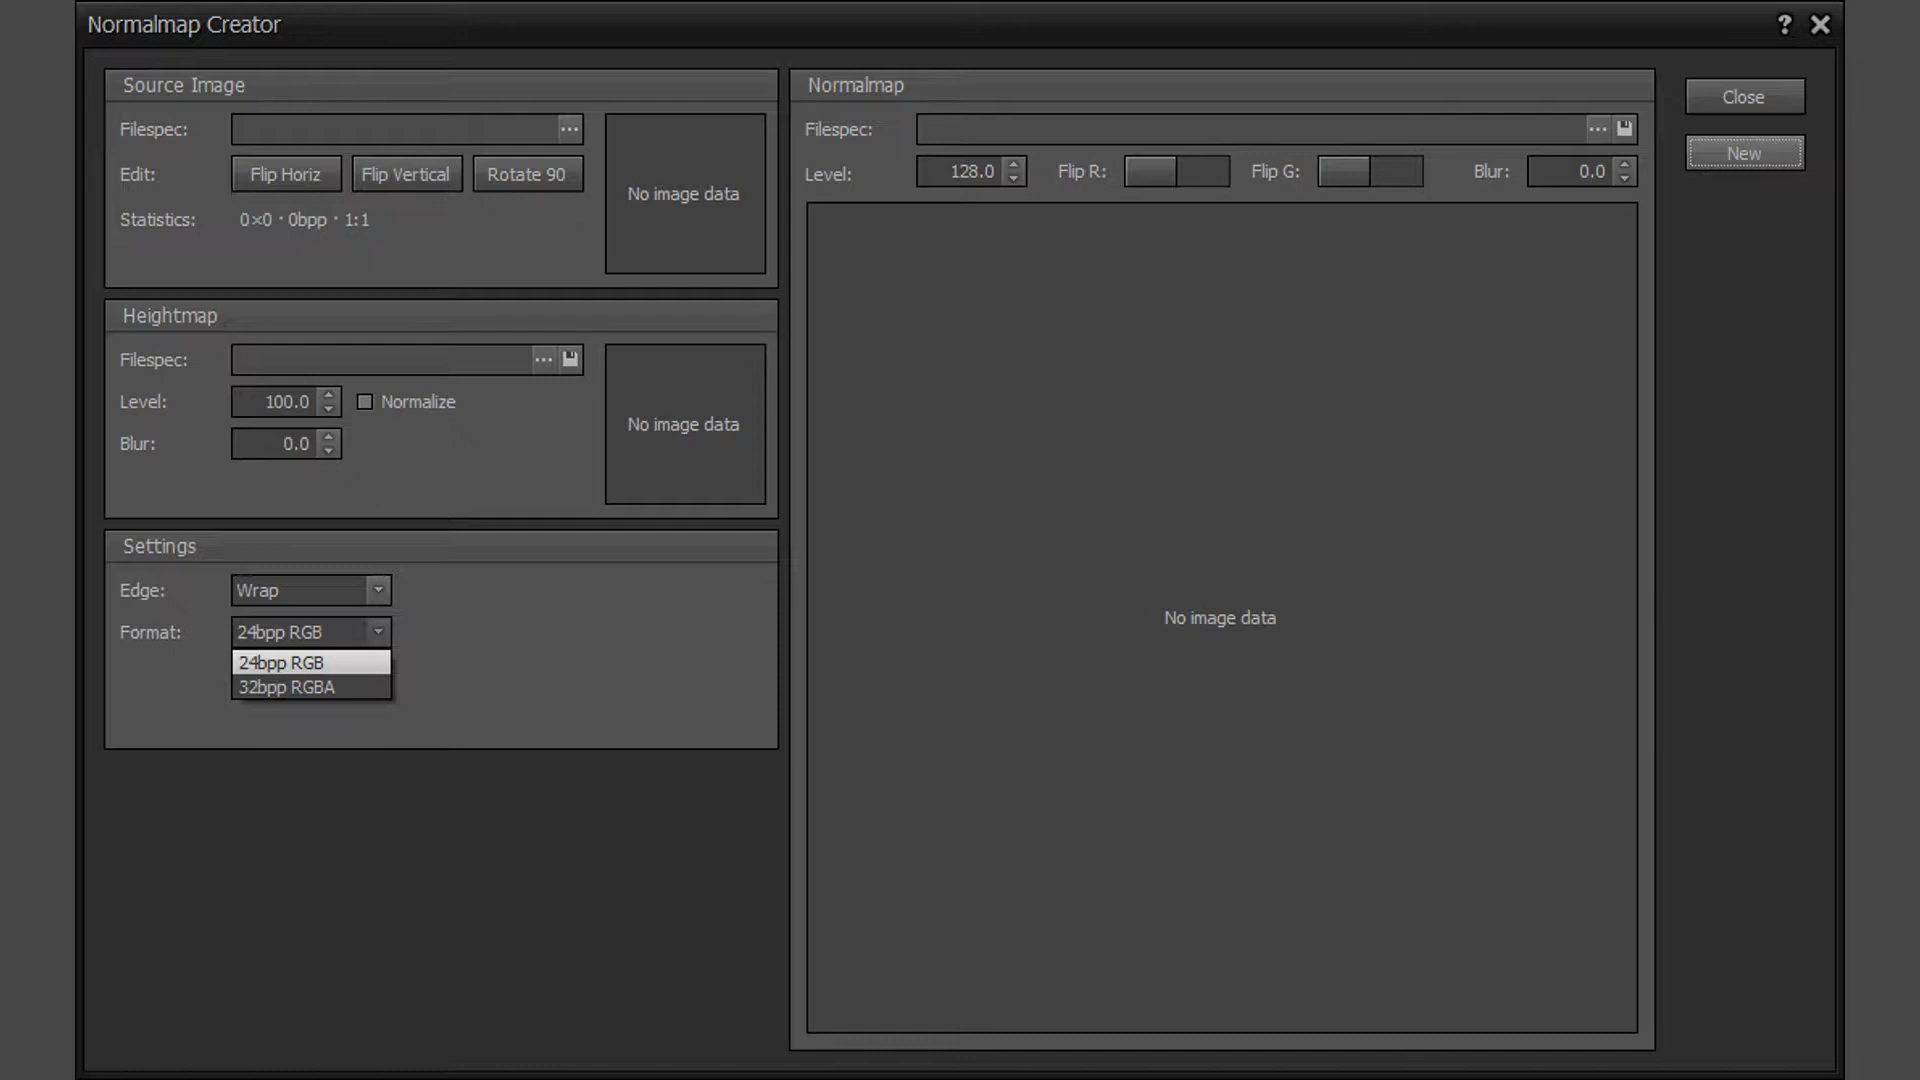 Normalmap Creator
Source Image
Filespec:
Edit: Flip Horiz Flip Vertical Rotate 90
Statistics: 0×0 · 0bpp · 1:1
No image data
Heightmap
Filespec:
Level: 100.0 Normalize
Blur: 0.0
No image data
Settings
Edge: Wrap
Format: 24bpp RGB
24bpp RGB
32bpp RGBA
Normalmap
Filespec:
Level: 128.0 Flip R: Flip G: Blur: 0.0
No image data
Close
New